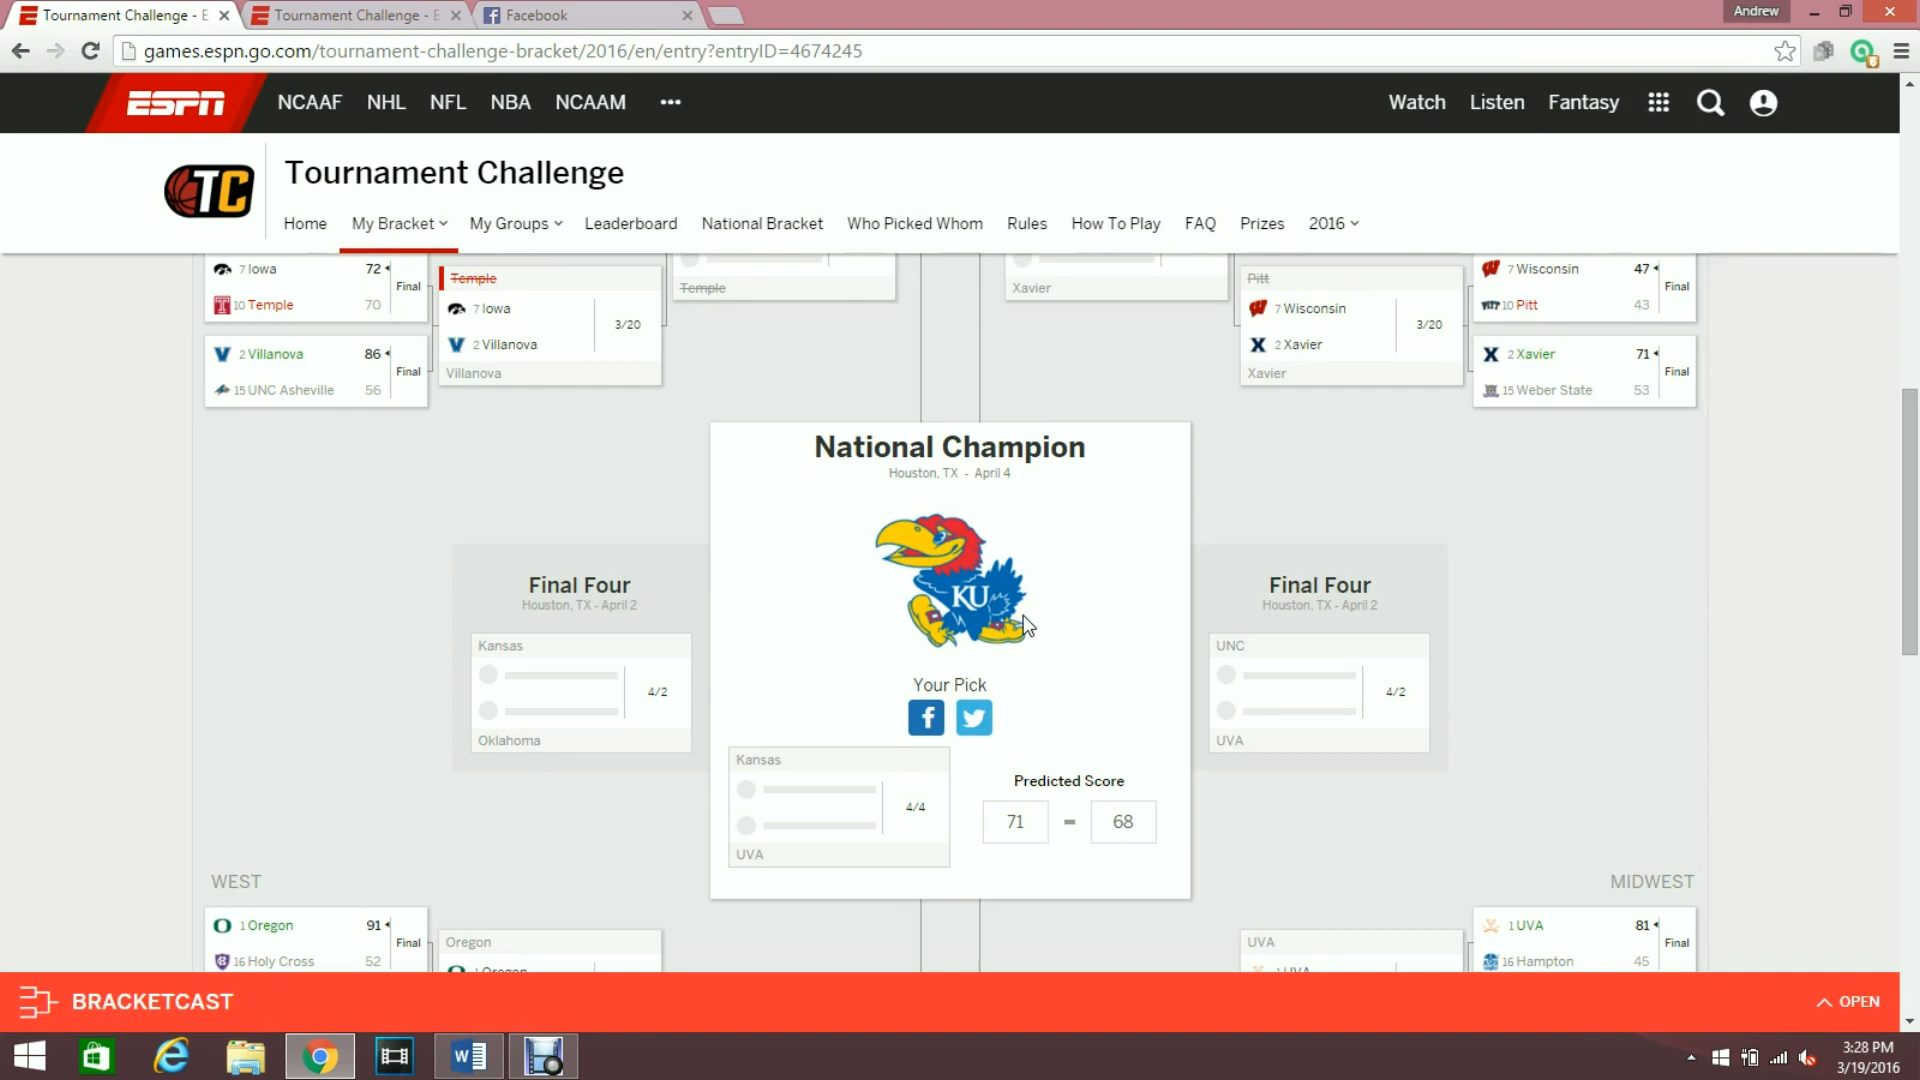 Tournament Challenge - E
Tournament Challenge - E
Facebook
Andrew
games.espn.go.com/tournament-challenge-bracket/2016/en/entry?entryID=4674245
ESPN NCAAF NHL NFL NBA NCAAM ••• Watch Listen Fantasy
TC
Tournament Challenge
Home My Bracket My Groups Leaderboard National Bracket Who Picked Whom Rules How To Play FAQ Prizes 2016
7 Iowa 72
10 Temple 70
Final
2 Villanova 86
15 UNC Asheville 56
Final
Temple
7 Iowa
2 Villanova
3/20
Villanova
Temple
Xavier
Pitt
7 Wisconsin
2 Xavier
3/20
Xavier
7 Wisconsin 47
10 Pitt 43
Final
2 Xavier 71
15 Weber State 53
Final
National Champion
Houston, TX - April 4
KU
Your Pick
Kansas
4/4
UVA
Predicted Score
71 - 68
Final Four
Houston, TX - April 2
Kansas
4/2
Oklahoma
Final Four
Houston, TX - April 2
UNC
4/2
UVA
WEST
1 Oregon 91
16 Holy Cross 52
Final
Oregon
1 Oregon
MIDWEST
UVA
1 UVA
1 UVA 81
16 Hampton 45
Final
BRACKETCAST
OPEN
3:28 PM
3/19/2016